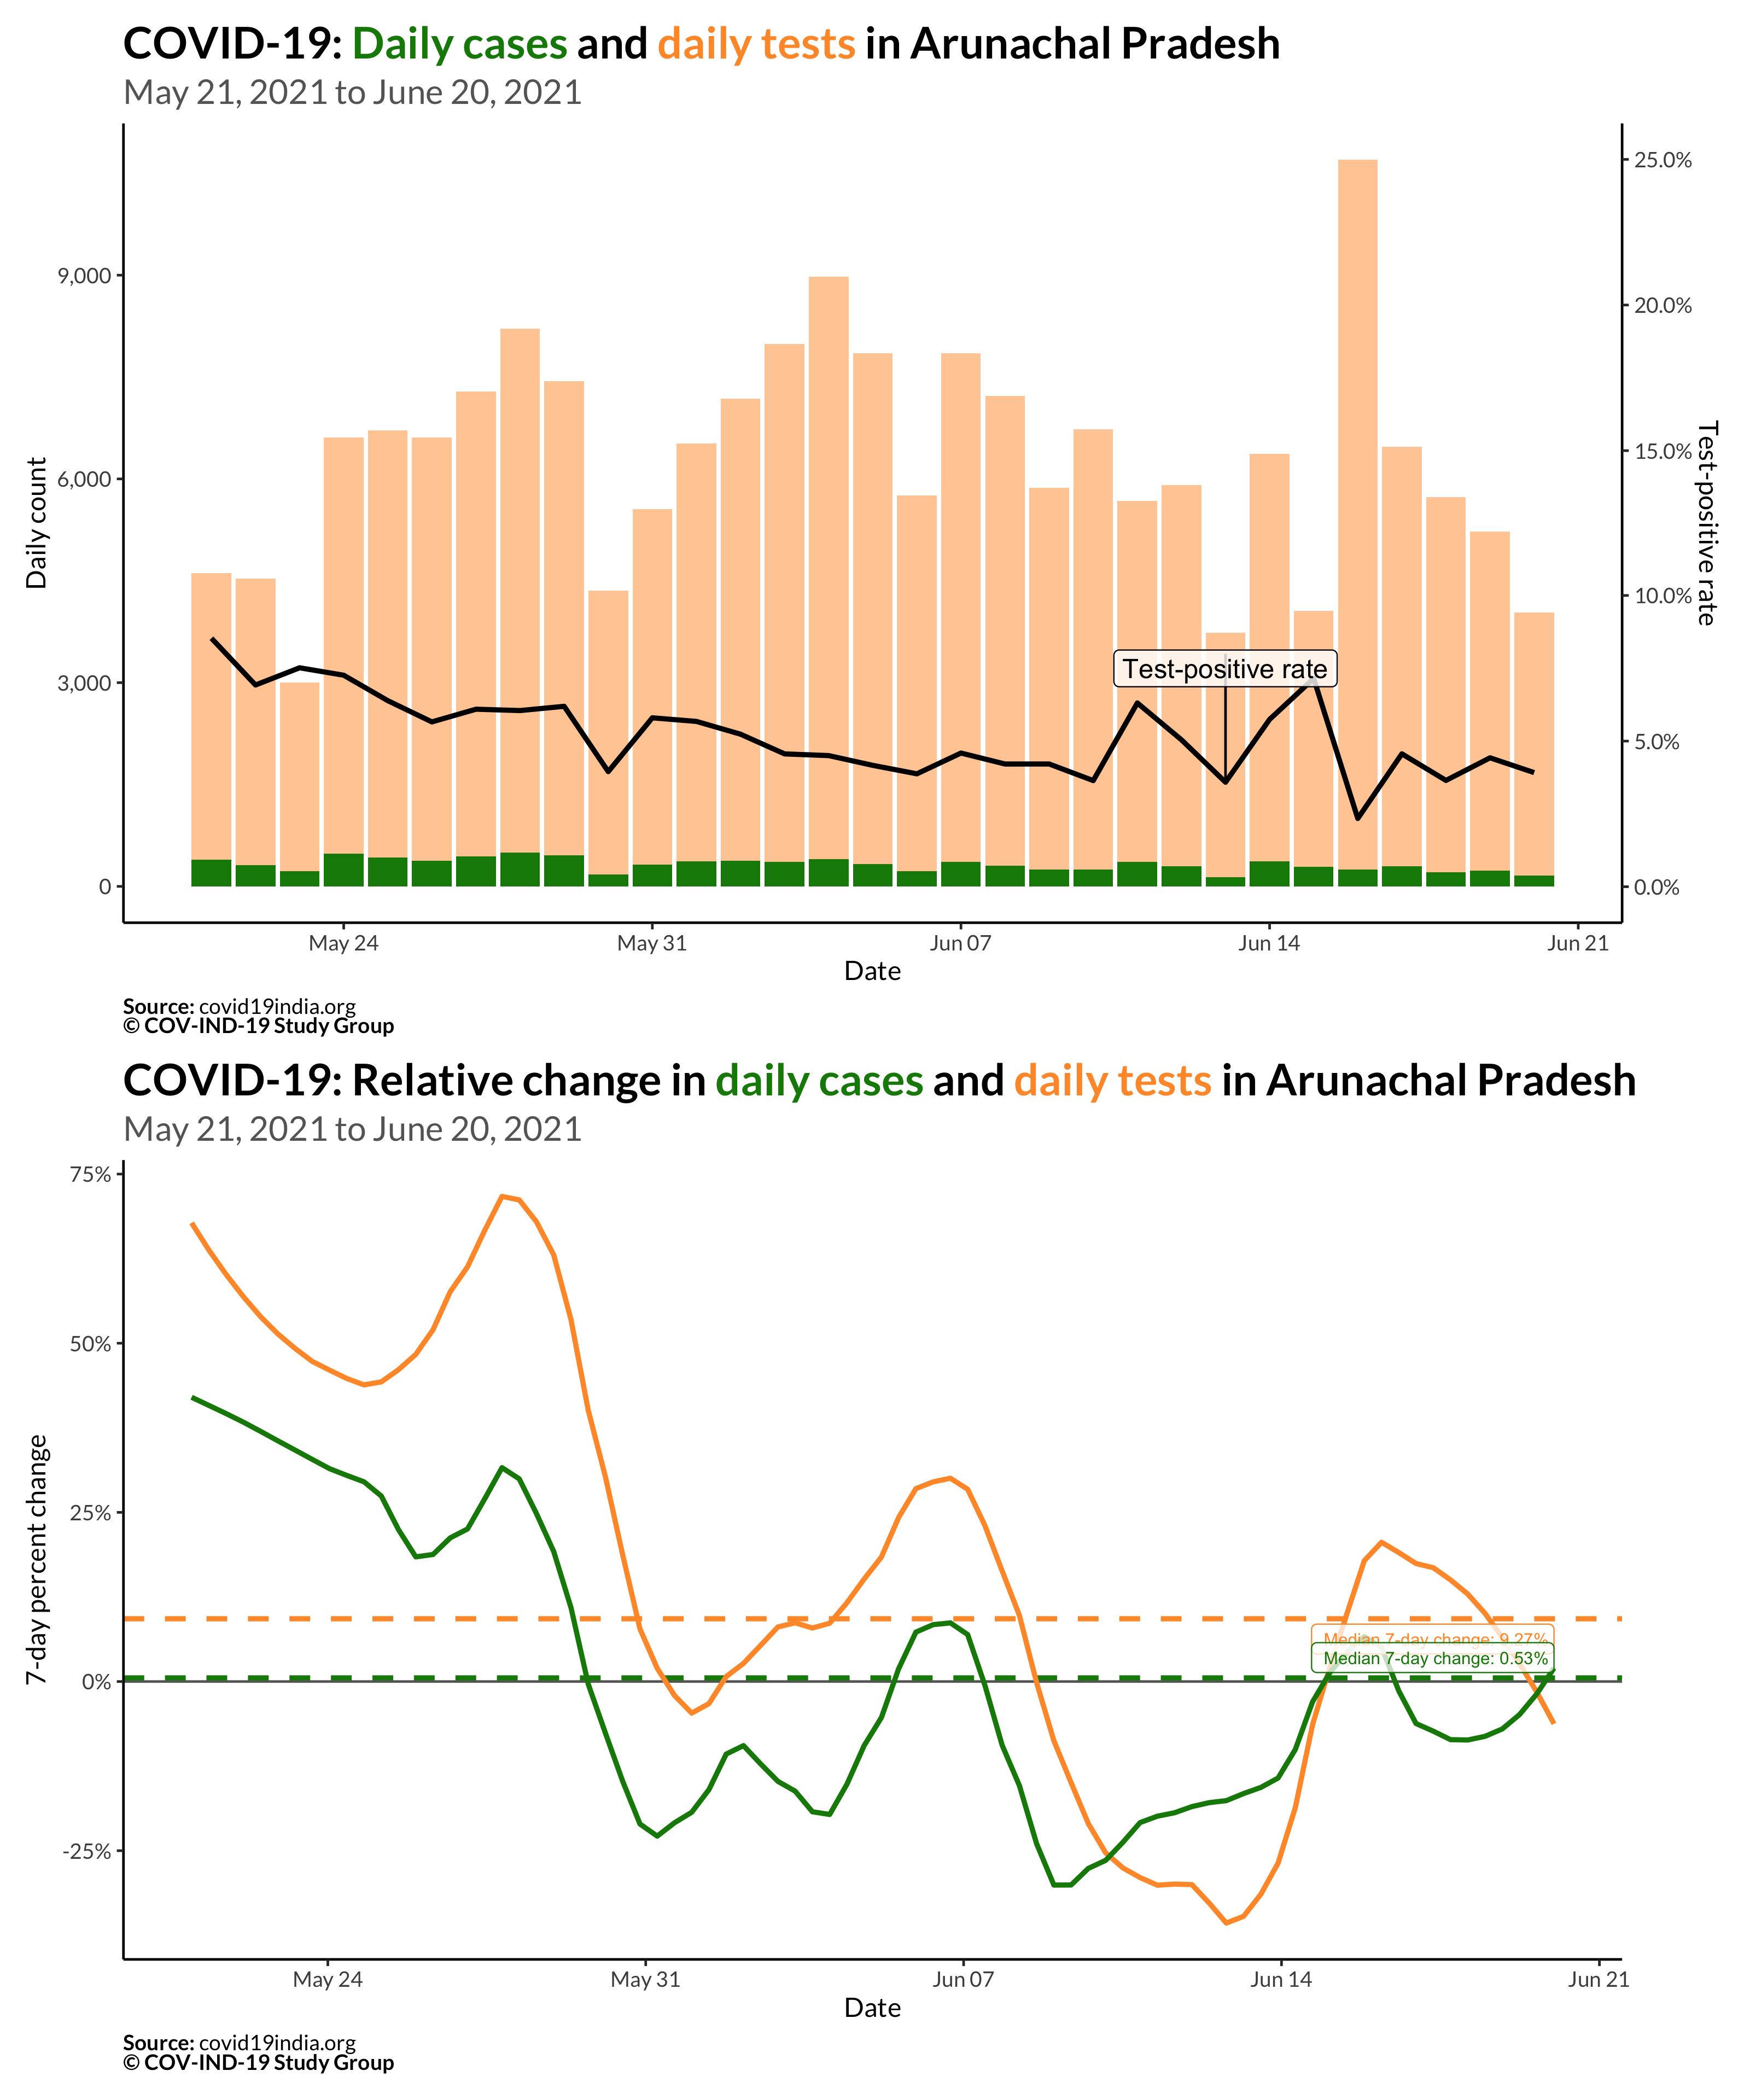 COVID-19: Daily cases and daily tests in Arunachal Pradesh
May 21, 2021 to June 20, 2021
Daily count
9,000
6,000
3,000
0
25.0%
20.0%
15.0%
10.0%
5.0%
0.0%
Test-positive rate
Test-positive rate
May 24
May 31
Jun 07
Jun 14
Jun 21
Date
Source: covid19india.org
© COV-IND-19 Study Group
COVID-19: Relative change in daily cases and daily tests in Arunachal Pradesh
May 21, 2021 to June 20, 2021
7-day percent change
75%
50%
25%
0%
-25%
Median 7-day change: 9.27%
Median 7-day change: 0.53%
May 24
May 31
Jun 07
Jun 14
Jun 21
Date
Source: covid19india.org
© COV-IND-19 Study Group